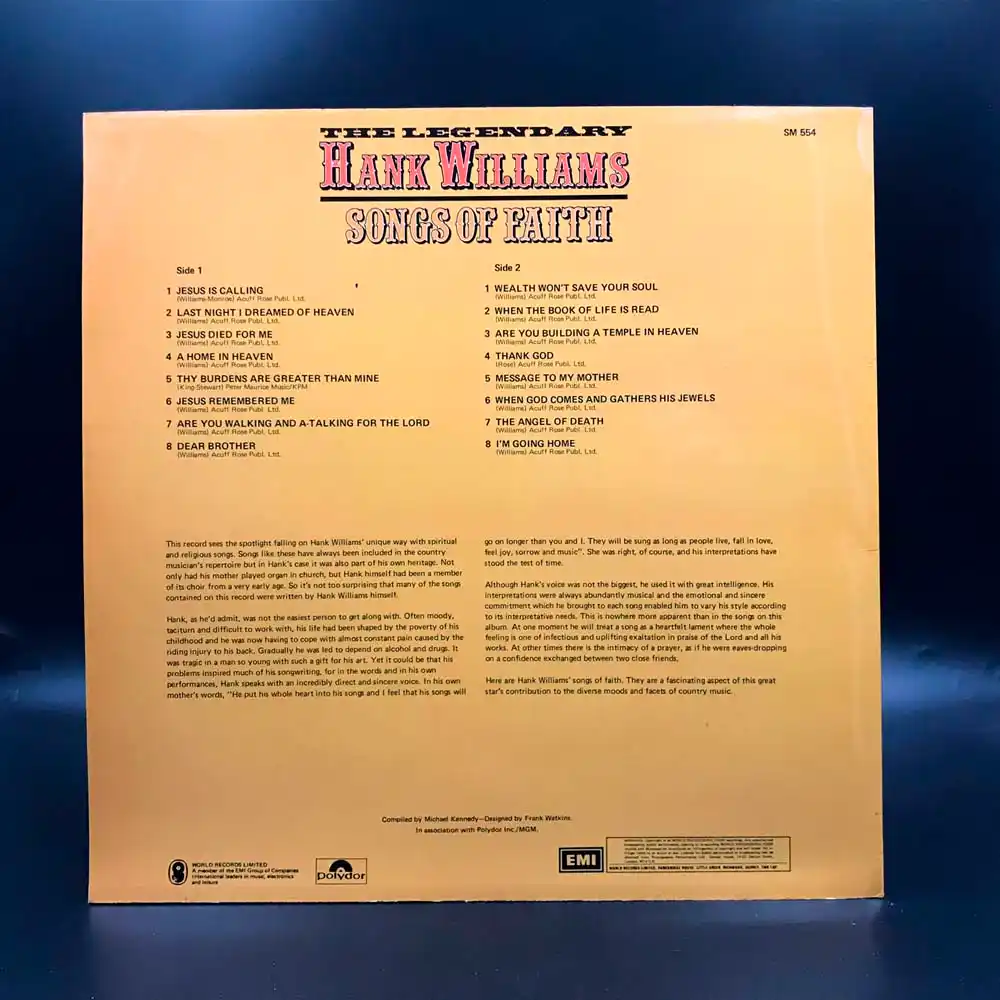 THE LEGENDARY
SM 554
HANK WILLIAMS
SONGS OF FAITH
Side 1
1 JESUS IS CALLING
(Williams-Monroe) Acuff Rose Publ. Ltd.
2 LAST NIGHT I DREAMED OF HEAVEN
(Williams) Acuff Rose Publ. Ltd.
3 JESUS DIED FOR ME
(Williams) Acuff Rose Publ. Ltd.
4 A HOME IN HEAVEN
(Williams) Acuff Rose Publ. Ltd.
5 THY BURDENS ARE GREATER THAN MINE
(King-Stewart) Peter Maurice Music/KPM
6 JESUS REMEMBERED ME
(Williams) Acuff Rose Publ. Ltd.
7 ARE YOU WALKING AND A-TALKING FOR THE LORD
(Williams) Acuff Rose Publ. Ltd.
8 DEAR BROTHER
(Williams) Acuff Rose Publ. Ltd.
Side 2
1 WEALTH WON'T SAVE YOUR SOUL
(Williams) Acuff Rose Publ. Ltd.
2 WHEN THE BOOK OF LIFE IS READ
(Williams) Acuff Rose Publ. Ltd.
3 ARE YOU BUILDING A TEMPLE IN HEAVEN
(Williams) Acuff Rose Publ. Ltd.
4 THANK GOD
(Rose) Acuff Rose Publ. Ltd.
5 MESSAGE TO MY MOTHER
(Williams) Acuff Rose Publ. Ltd.
6 WHEN GOD COMES AND GATHERS HIS JEWELS
(Williams) Acuff Rose Publ. Ltd.
7 THE ANGEL OF DEATH
(Williams) Acuff Rose Publ. Ltd.
8 I'M GOING HOME
(Williams) Acuff Rose Publ. Ltd.
This record sees the spotlight falling on Hank Williams' unique way with spiritual
and religious songs. Songs like these have always been included in the country
musician's repertoire but in Hank's case it was also part of his own heritage. Not
only had his mother played organ in church, but Hank himself had been a member
of its choir from a very early age. So it's not too surprising that many of the songs
contained on this record were written by Hank Williams himself.
Hank, as he'd admit, was not the easiest person to get along with. Often moody,
taciturn and difficult to work with, his life had been shaped by the poverty of his
childhood and he was now having to cope with almost constant pain caused by the
riding injury to his back. Gradually he was led to depend on alcohol and drugs. It
was tragic in a man so young with such a gift for his art. Yet it could be that his
problems inspired much of his songwriting, for in the words and in his own
performances, Hank speaks with an incredibly direct and sincere voice. In his own
mother's words, "He put his whole heart into his songs and I feel that his songs will
go on longer than you and I. They will be sung as long as people live, fall in love,
feel joy, sorrow and music". She was right, of course, and his interpretations have
stood the test of time.
Although Hank's voice was not the biggest, he used it with great intelligence. His
interpretations were always abundantly musical and the emotional and sincere
commitment which he brought to each song enabled him to vary his style according
to its interpretative needs. This is nowhere more apparent than in the songs on this
album. At one moment he will treat a song as a heartfelt lament where the whole
feeling is one of infectious and uplifting exaltation in praise of the Lord and all his
works. At other times there is the intimacy of a prayer, as if he were eaves-dropping
on a confidence exchanged between two close friends.
Here are Hank Williams' songs of faith. They are a fascinating aspect of this great
star's contribution to the diverse moods and facets of country music.
Compiled by Michael Kennedy—Designed by Frank Watkins.
In association with Polydor Inc./MGM.
WORLD RECORDS LIMITED
A member of the EMI Group of Companies
International leaders in music, electronics
and leisure
polydor
EMI